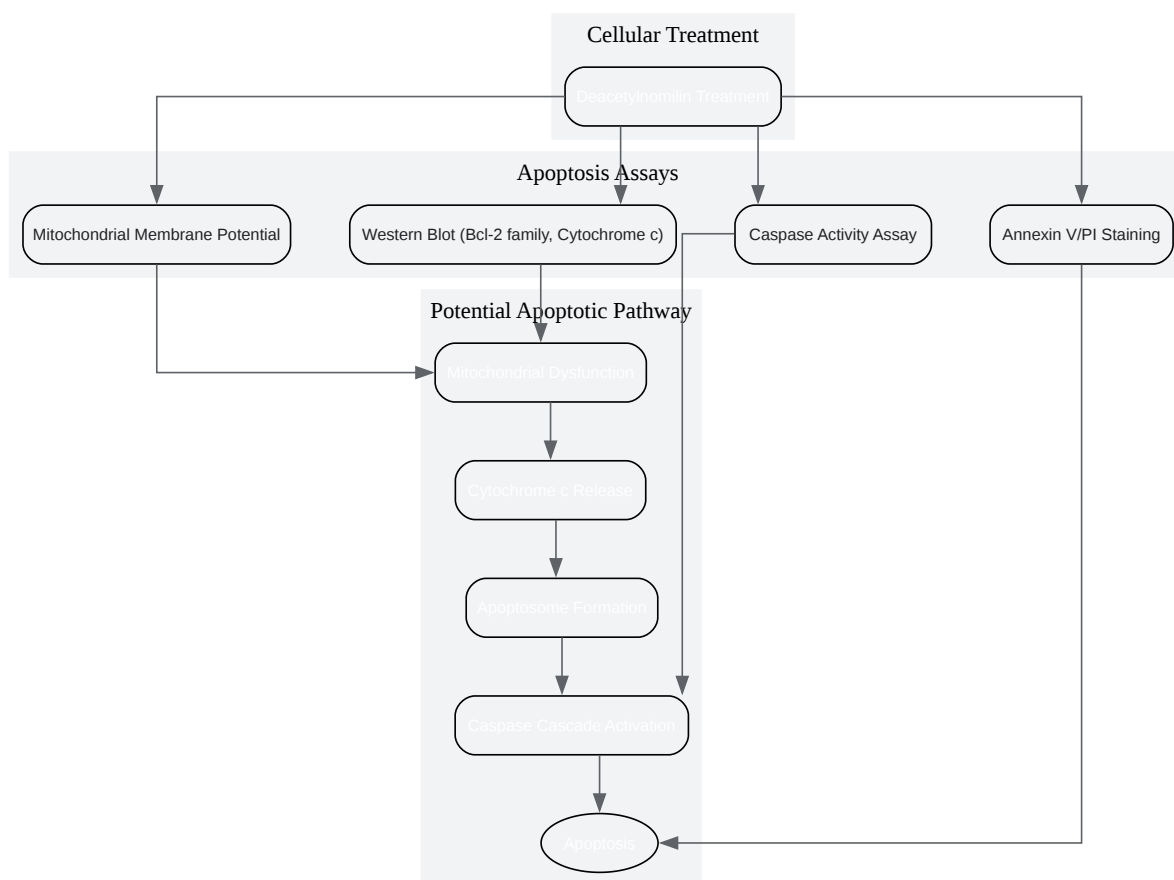 Cellular Treatment
Deacetylnomilin Treatment
Apoptosis Assays
Mitochondrial Membrane Potential
Western Blot (Bcl-2 family, Cytochrome c)
Caspase Activity Assay
Annexin V/PI Staining
Potential Apoptotic Pathway
Mitochondrial Dysfunction
Cytochrome c Release
Apoptosome Formation
Caspase Cascade Activation
Apoptosis